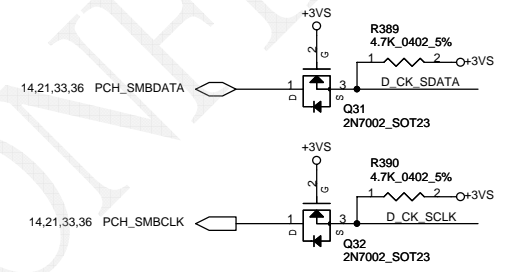 +3VS
R389
4.7K_0402_5%
2
G
1
2
+3VS
14,21,33,36
PCH_SMBDATA
1
D
3
S
D_CK_SDATA
Q31
2N7002_SOT23
+3VS
R390
4.7K_0402_5%
2
G
1
2
+3VS
14,21,33,36
PCH_SMBCLK
1
D
3
S
D_CK_SCLK
Q32
2N7002_SOT23